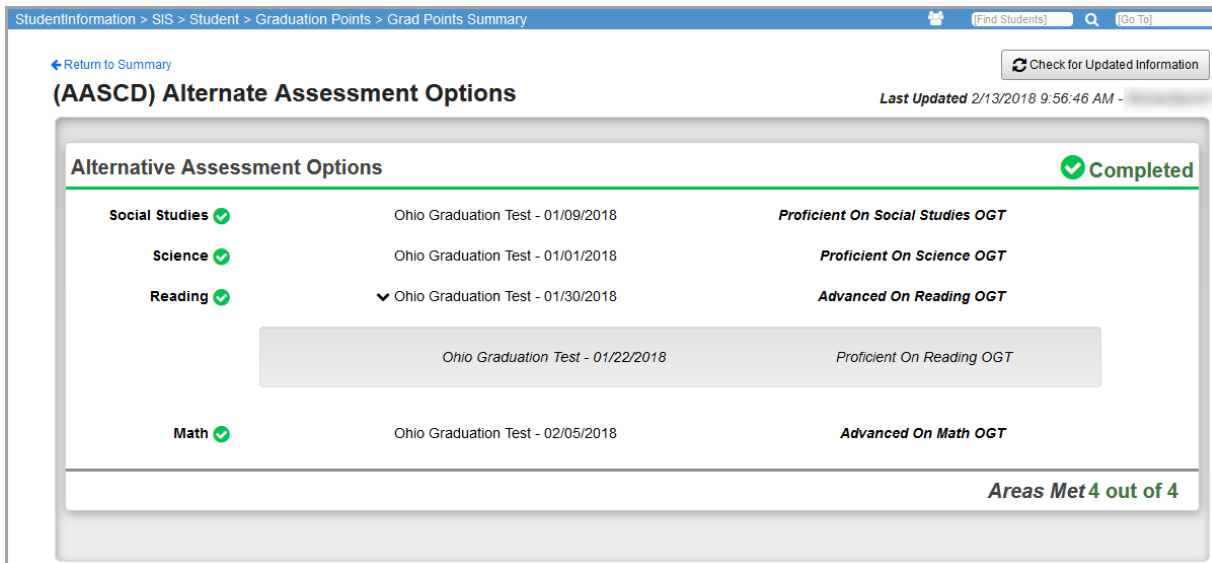 StudentInformation > SIS > Student > Graduation Points > Grad Points Summary [Find Students] [Go To]
Return to Summary Check for Updated Information
(AASCD) Alternate Assessment Options
Last Updated 2/13/2018 9:56:46 AM -
Alternative Assessment Options Completed
Social Studies Ohio Graduation Test - 01/09/2018 Proficient On Social Studies OGT
Science Ohio Graduation Test - 01/01/2018 Proficient On Science OGT
Reading Ohio Graduation Test - 01/30/2018 Advanced On Reading OGT
Ohio Graduation Test - 01/22/2018 Proficient On Reading OGT
Math Ohio Graduation Test - 02/05/2018 Advanced On Math OGT
Areas Met 4 out of 4